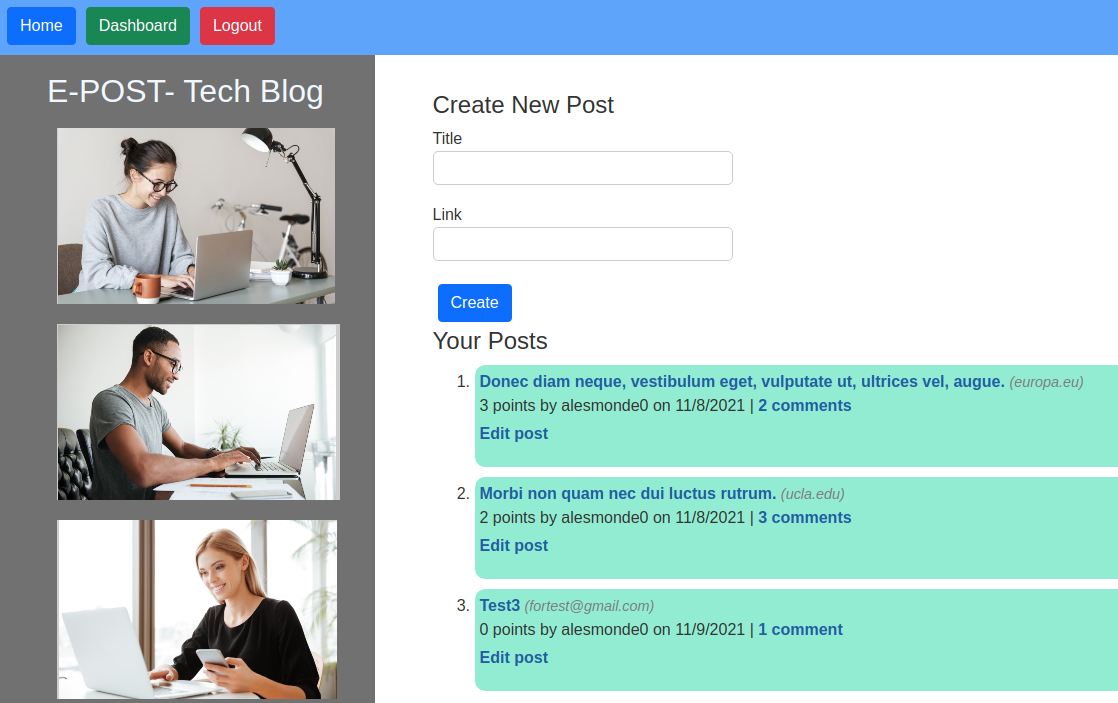 Home Dashboard Logout
E-POST- Tech Blog
Create New Post
Title
Link
Create
Your Posts
1. Donec diam neque, vestibulum eget, vulputate ut, ultrices vel, augue. (europa.eu)
3 points by alesmonde0 on 11/8/2021 | 2 comments
Edit post
2. Morbi non quam nec dui luctus rutrum. (ucla.edu)
2 points by alesmonde0 on 11/8/2021 | 3 comments
Edit post
3. Test3 (fortest@gmail.com)
0 points by alesmonde0 on 11/9/2021 | 1 comment
Edit post